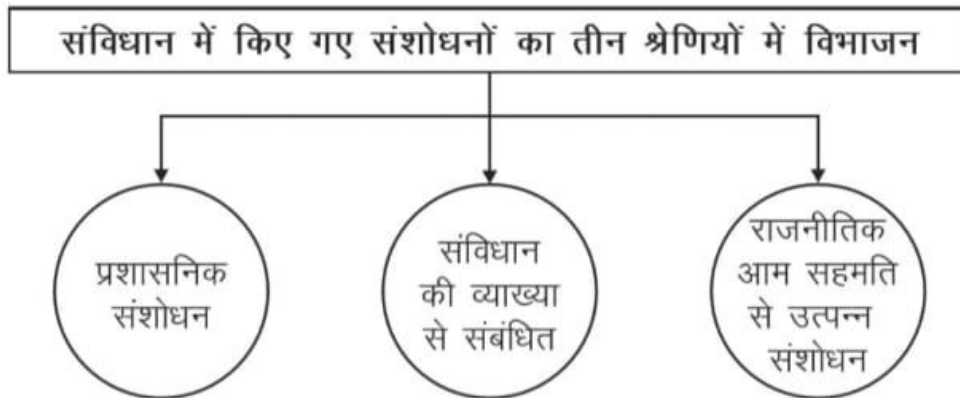 संविधान में किए गए संशोधनों का तीन श्रेणियों में विभाजन
प्रशासनिक
संशोधन
संविधान
की व्याख्या
से संबंधित
राजनीतिक
आम सहमति
से उत्पन्न
संशोधन